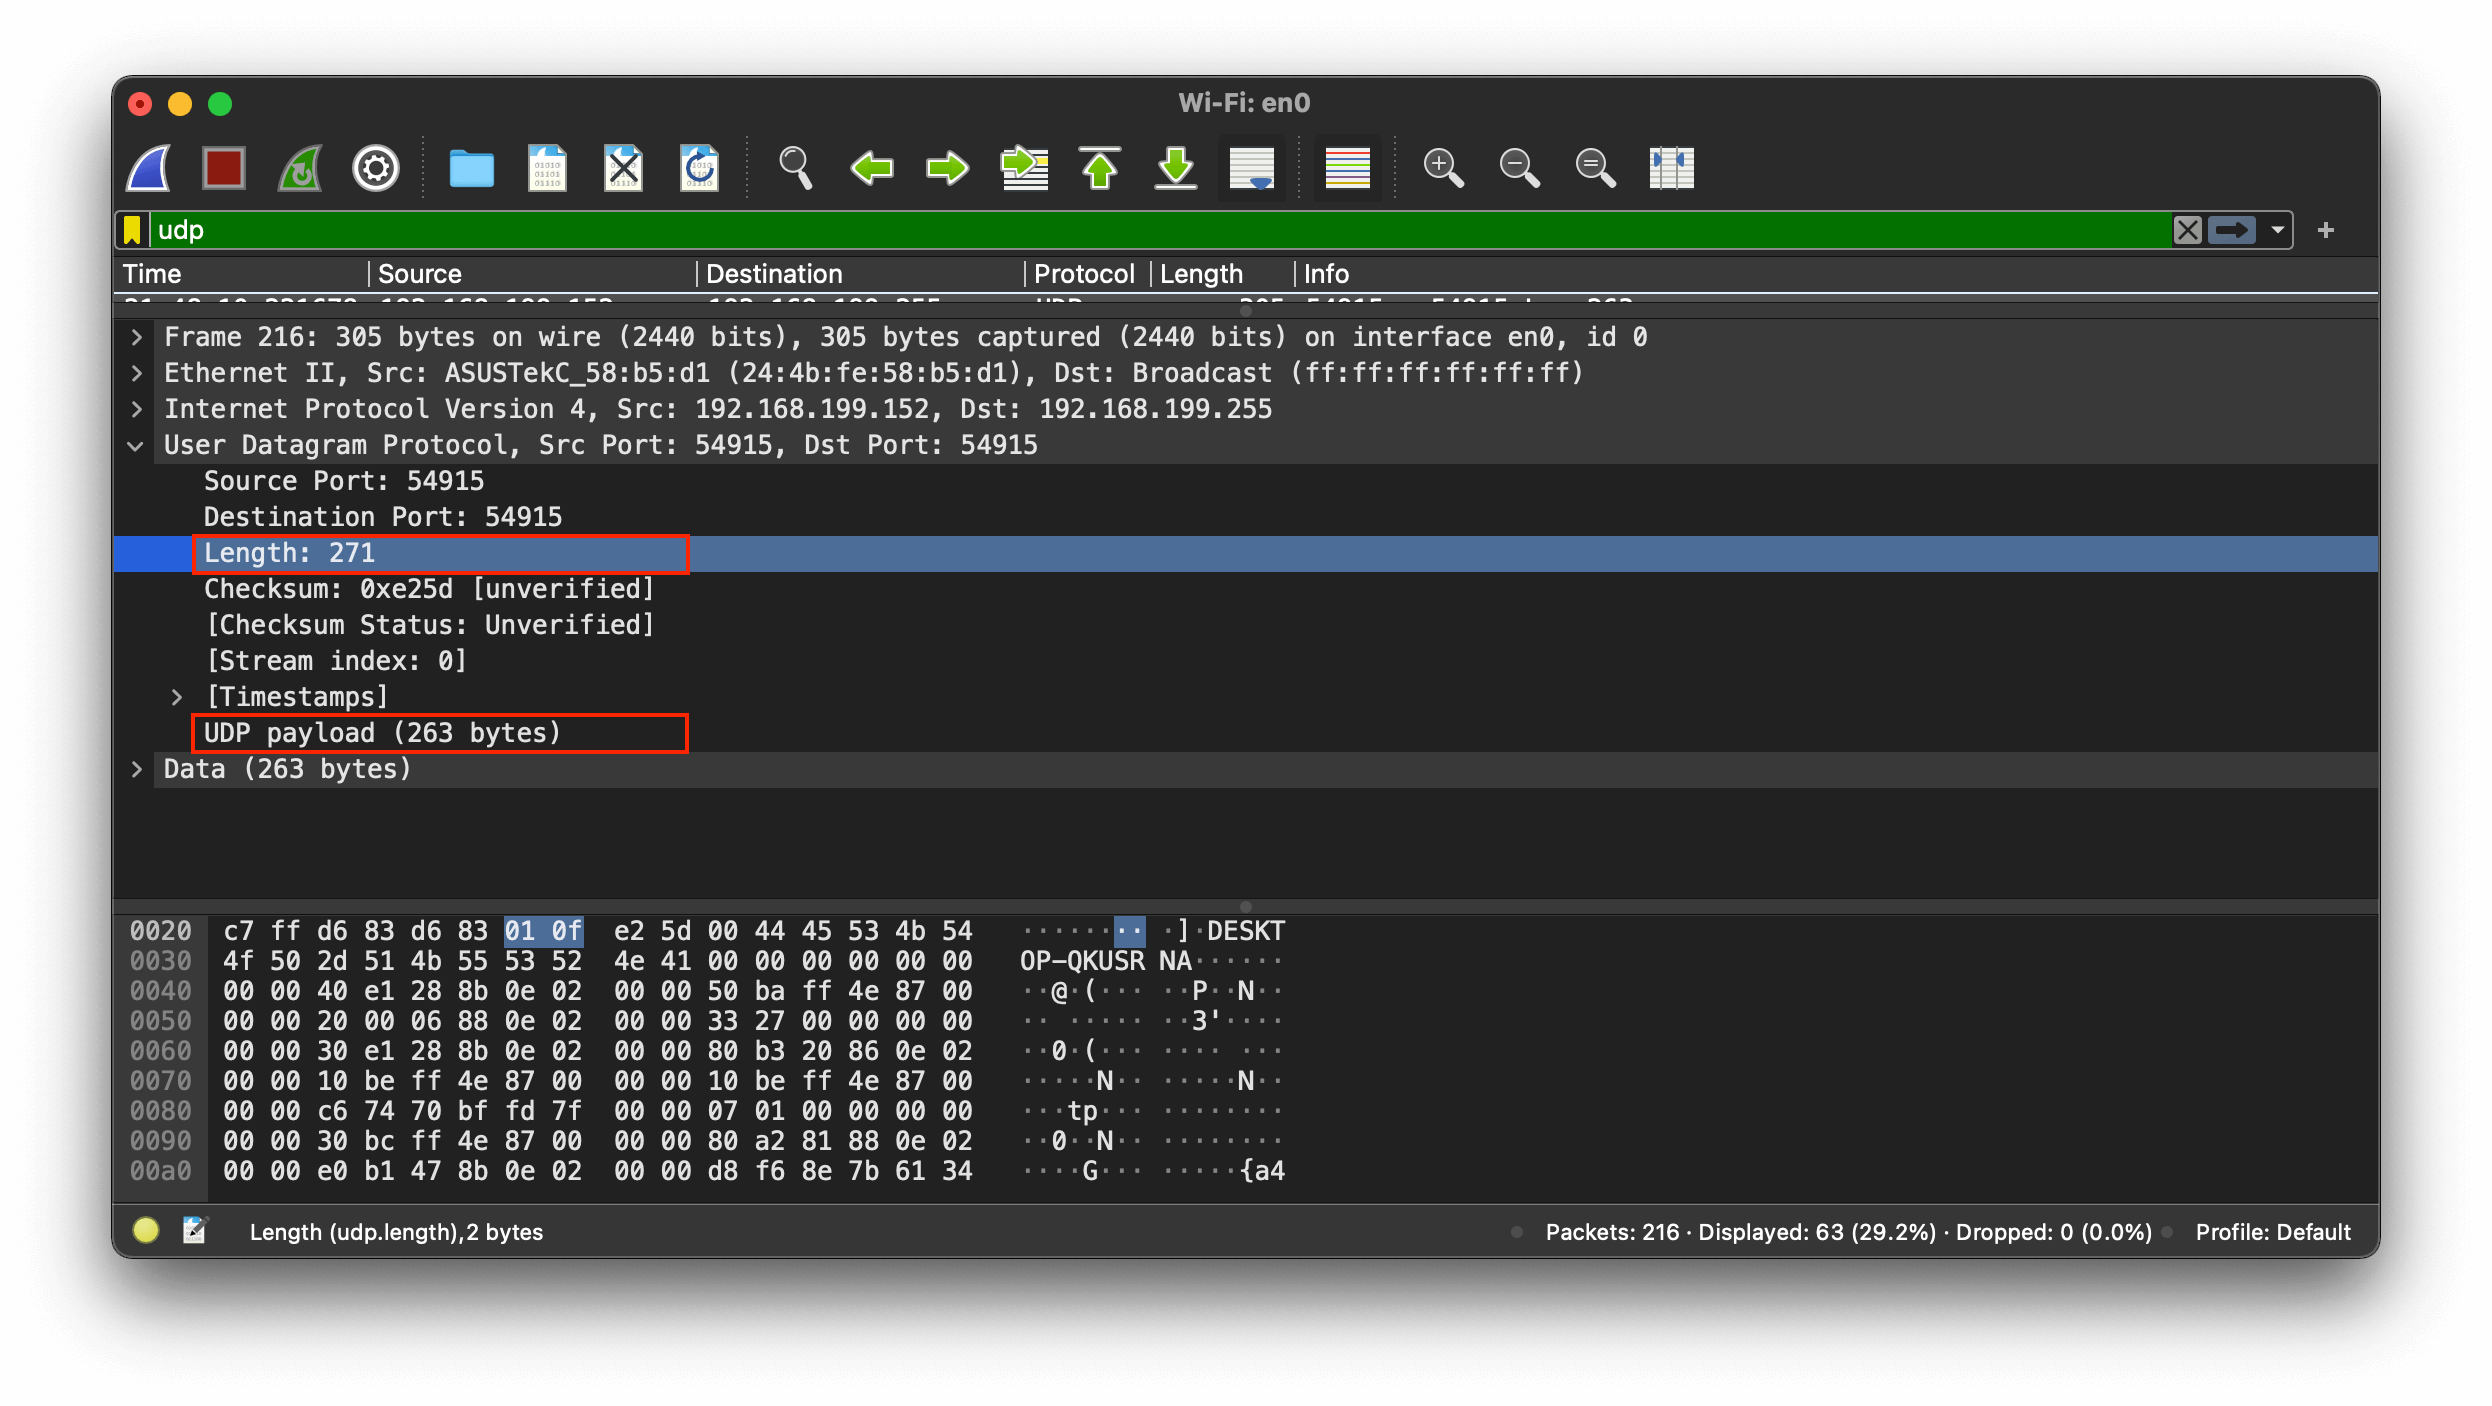 Wi-Fi: en0
udp
Time Source Destination Protocol Length Info
Frame 216: 305 bytes on wire (2440 bits), 305 bytes captured (2440 bits) on interface en0, id 0
Ethernet II, Src: ASUSTekC_58:b5:d1 (24:4b:fe:58:b5:d1), Dst: Broadcast (ff:ff:ff:ff:ff:ff)
Internet Protocol Version 4, Src: 192.168.199.152, Dst: 192.168.199.255
User Datagram Protocol, Src Port: 54915, Dst Port: 54915
Source Port: 54915
Destination Port: 54915
Length: 271
Checksum: 0xe25d [unverified]
[Checksum Status: Unverified]
[Stream index: 0]
[Timestamps]
UDP payload (263 bytes)
Data (263 bytes)
0020 c7 ff d6 83 d6 83 01 0f e2 5d 00 44 45 53 4b 54 ········ ·]·DESKT
0030 4f 50 2d 51 4b 55 53 52 4e 41 00 00 00 00 00 00 OP-QKUSR NA······
0040 00 00 40 e1 28 8b 0e 02 00 00 50 ba ff 4e 87 00 ··@·(··· ··P··N··
0050 00 00 20 00 06 88 0e 02 00 00 33 27 00 00 00 00 ·· ····· ··3'····
0060 00 00 30 e1 28 8b 0e 02 00 00 80 b3 20 86 0e 02 ··0·(··· ···· ···
0070 00 00 10 be ff 4e 87 00 00 00 10 be ff 4e 87 00 ·····N·· ·····N··
0080 00 00 c6 74 70 bf fd 7f 00 00 07 01 00 00 00 00 ···tp··· ········
0090 00 00 30 bc ff 4e 87 00 00 00 80 a2 81 88 0e 02 ··0··N·· ········
00a0 00 00 e0 b1 47 8b 0e 02 00 00 d8 f6 8e 7b 61 34 ····G··· ·····{a4
Length (udp.length),2 bytes Packets: 216 · Displayed: 63 (29.2%) · Dropped: 0 (0.0%) Profile: Default